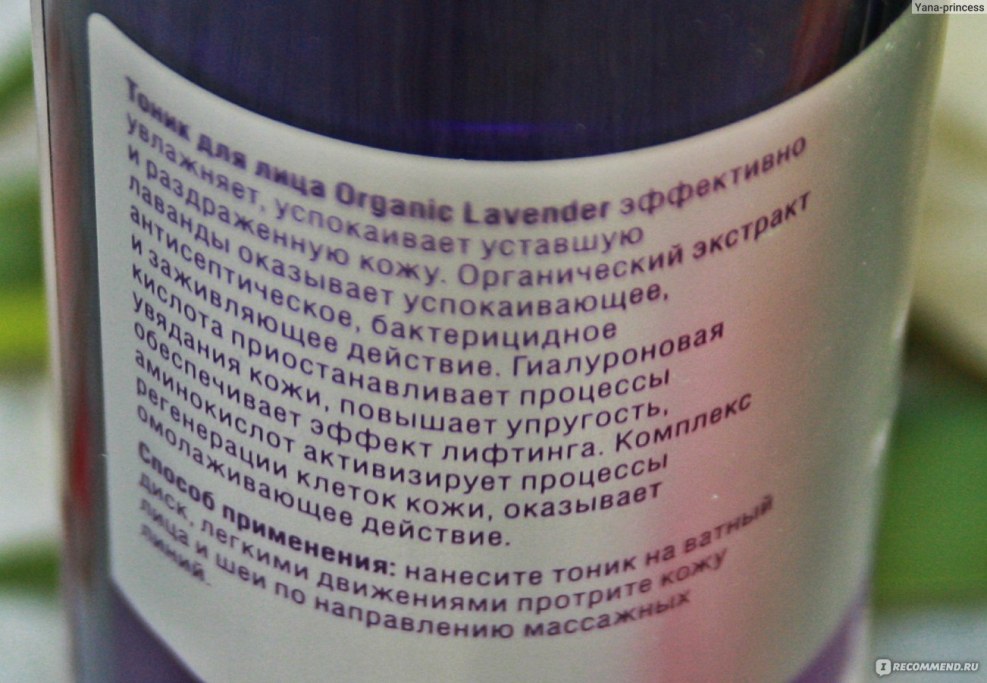 Yana-princess
Тоник для лица Organic Lavender эффективно
увлажняет, успокаивает уставшую
и раздраженную кожу. Органический экстракт
лаванды оказывает успокаивающее,
антисептическое, бактерицидное
и заживляющее действие. Гиалуроновая
кислота приостанавливает процессы
увядания кожи, повышает упругость,
обеспечивает эффект лифтинга. Комплекс
аминокислот активизирует процессы
регенерации клеток кожи, оказывает
омолаживающее действие.
Способ применения: нанесите тоник на ватный
диск, легкими движениями протрите кожу
лица и шеи по направлению массажных
линий.
IRECOMMEND.RU